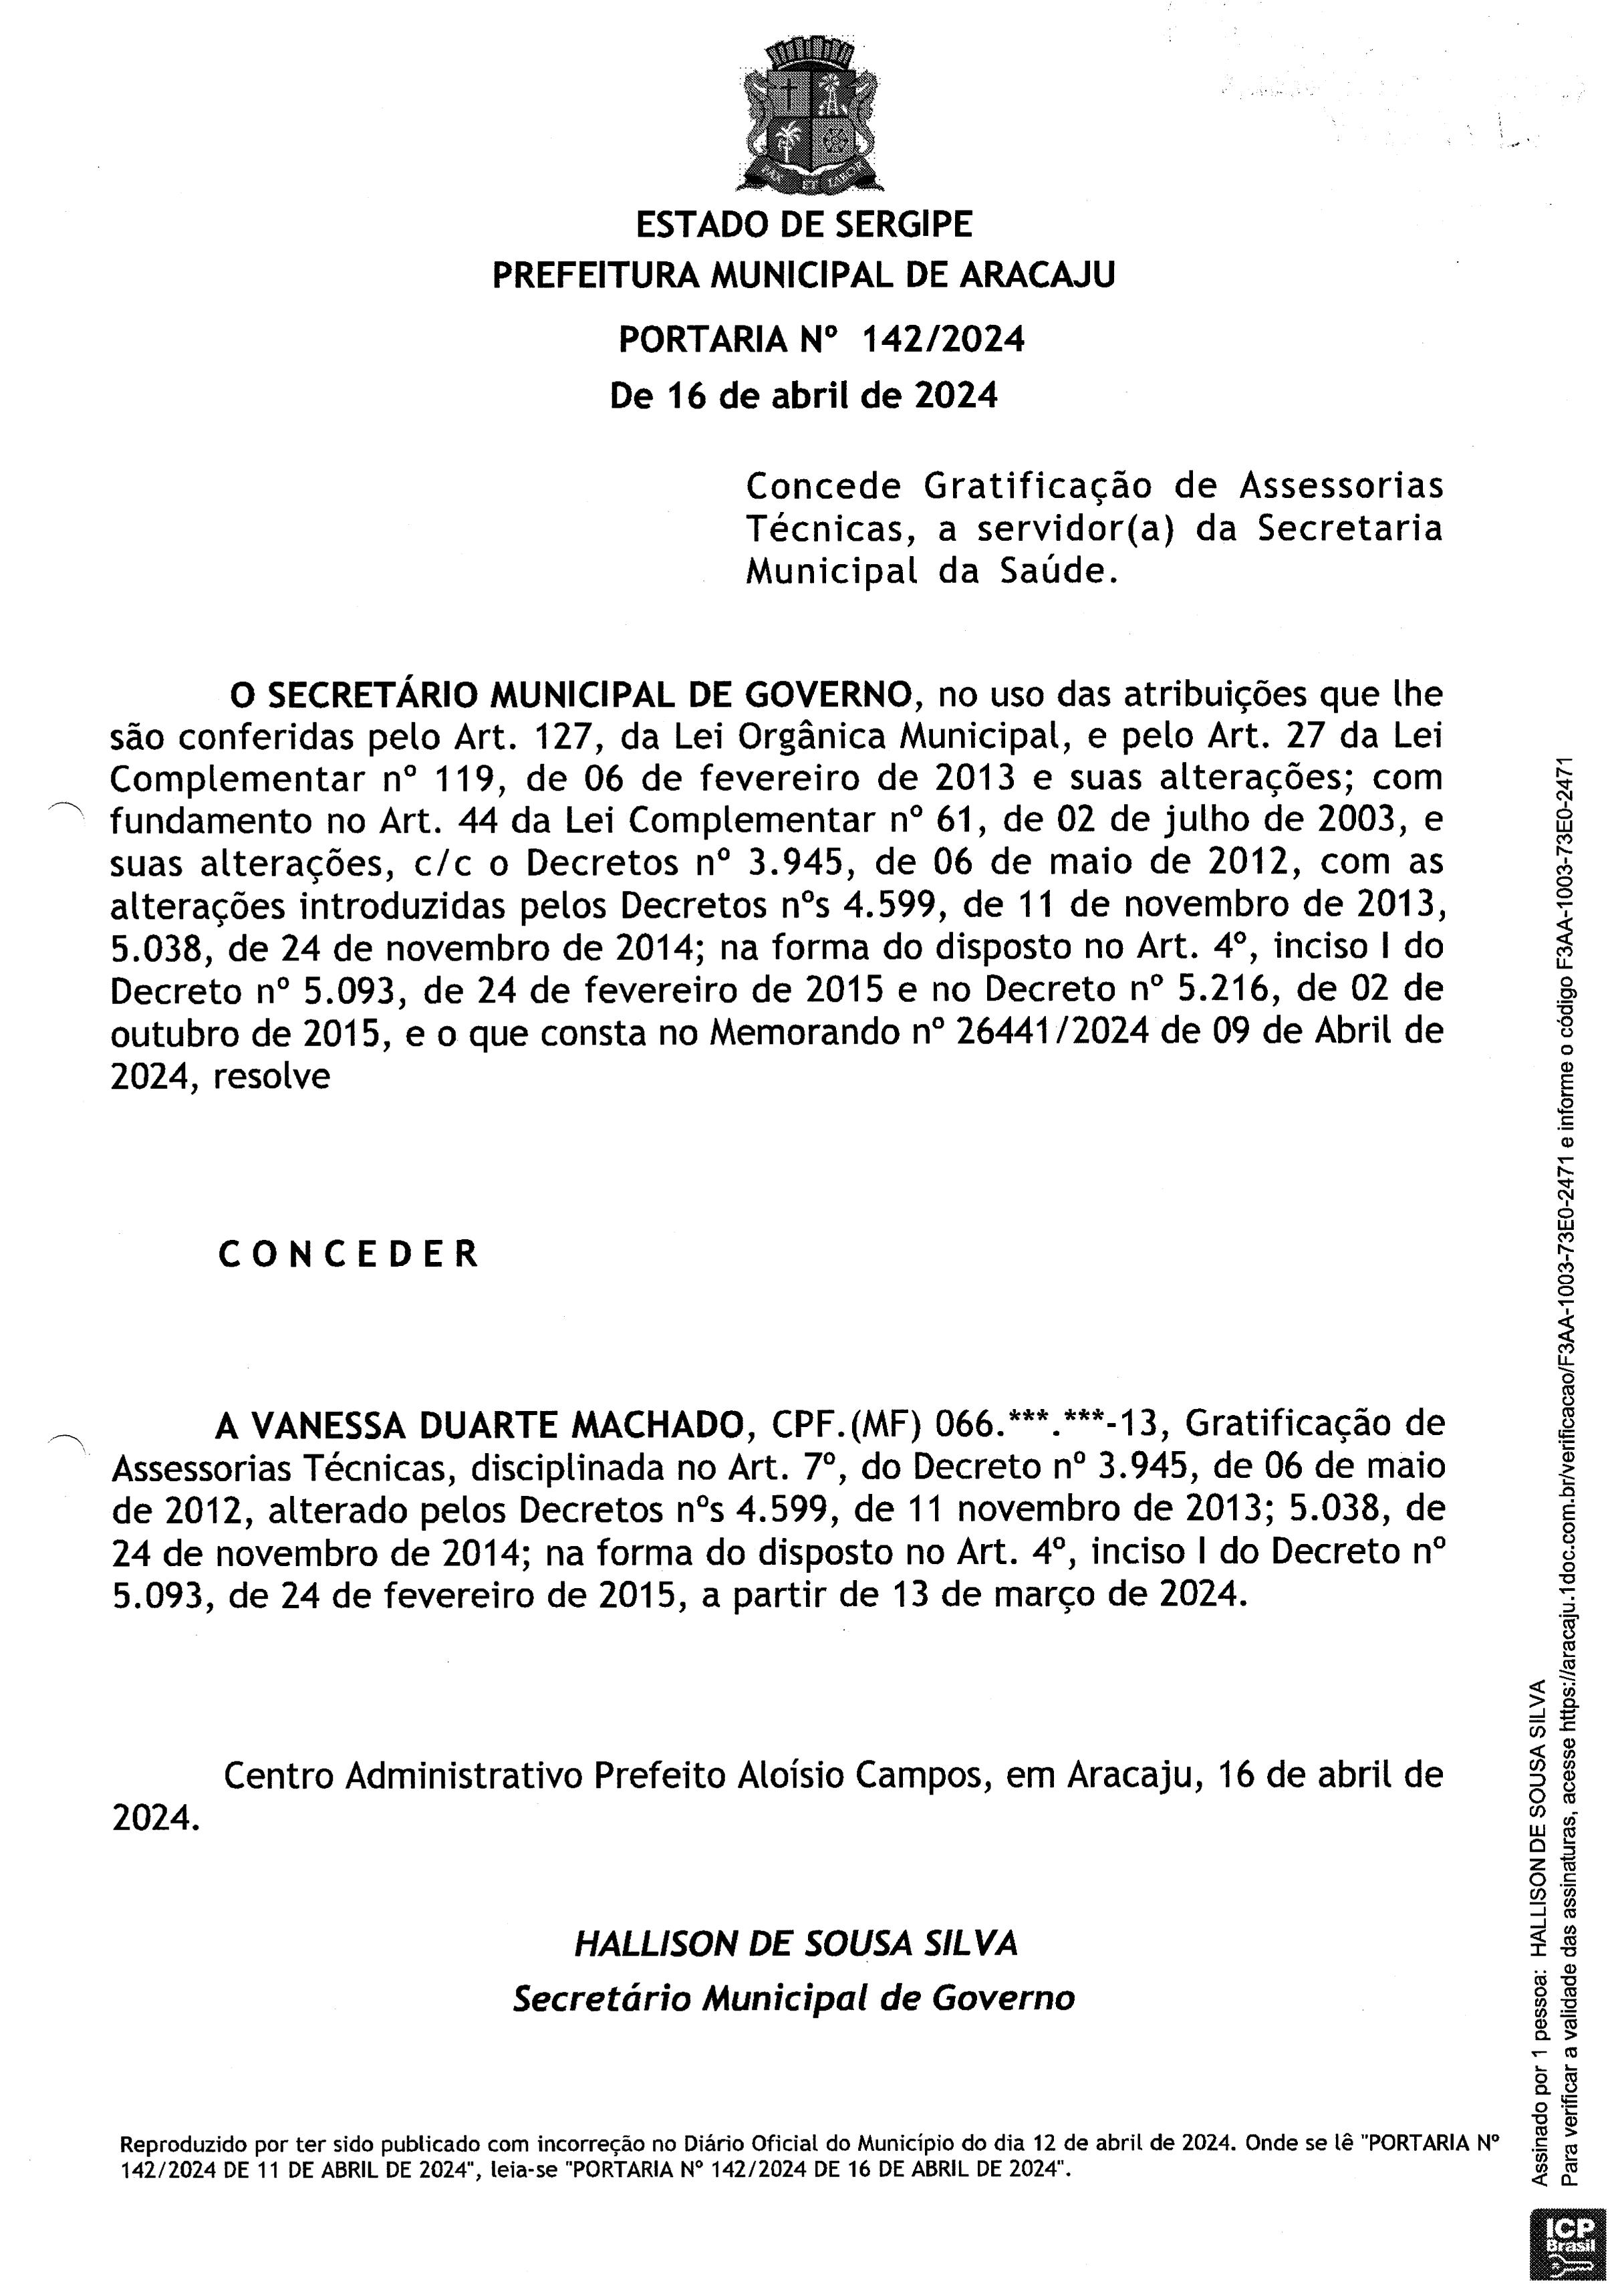 PAX ET LABOR
ESTADO DE SERGIPE
PREFEITURA MUNICIPAL DE ARACAJU
PORTARIA Nº 142/2024
De 16 de abril de 2024
Concede Gratificação de Assessorias
Técnicas, a servidor(a) da Secretaria
Municipal da Saúde.
O SECRETÁRIO MUNICIPAL DE GOVERNO, no uso das atribuições que lhe
são conferidas pelo Art. 127, da Lei Orgânica Municipal, e pelo Art. 27 da Lei
Complementar nº 119, de 06 de fevereiro de 2013 e suas alterações; com
fundamento no Art. 44 da Lei Complementar nº 61, de 02 de julho de 2003, e
suas alterações, c/c o Decretos nº 3.945, de 06 de maio de 2012, com as
alterações introduzidas pelos Decretos nºs 4.599, de 11 de novembro de 2013,
5.038, de 24 de novembro de 2014; na forma do disposto no Art. 4º, inciso I do
Decreto nº 5.093, de 24 de fevereiro de 2015 e no Decreto nº 5.216, de 02 de
outubro de 2015, e o que consta no Memorando nº 26441/2024 de 09 de Abril de
2024, resolve
C O N C E D E R
A VANESSA DUARTE MACHADO, CPF.(MF) 066.***.***-13, Gratificação de
Assessorias Técnicas, disciplinada no Art. 7º, do Decreto nº 3.945, de 06 de maio
de 2012, alterado pelos Decretos nºs 4.599, de 11 novembro de 2013; 5.038, de
24 de novembro de 2014; na forma do disposto no Art. 4º, inciso I do Decreto nº
5.093, de 24 de fevereiro de 2015, a partir de 13 de março de 2024.
Centro Administrativo Prefeito Aloísio Campos, em Aracaju, 16 de abril de
2024.
HALLISON DE SOUSA SILVA
Secretário Municipal de Governo
Reproduzido por ter sido publicado com incorreção no Diário Oficial do Município do dia 12 de abril de 2024. Onde se lê "PORTARIA Nº
142/2024 DE 11 DE ABRIL DE 2024", leia-se "PORTARIA Nº 142/2024 DE 16 DE ABRIL DE 2024".
Assinado por 1 pessoa: HALLISON DE SOUSA SILVA
Para verificar a validade das assinaturas, acesse https://aracaju.1doc.com.br/verificacao/F3AA-1003-73E0-2471 e informe o código F3AA-1003-73E0-2471
ICP
Brasil